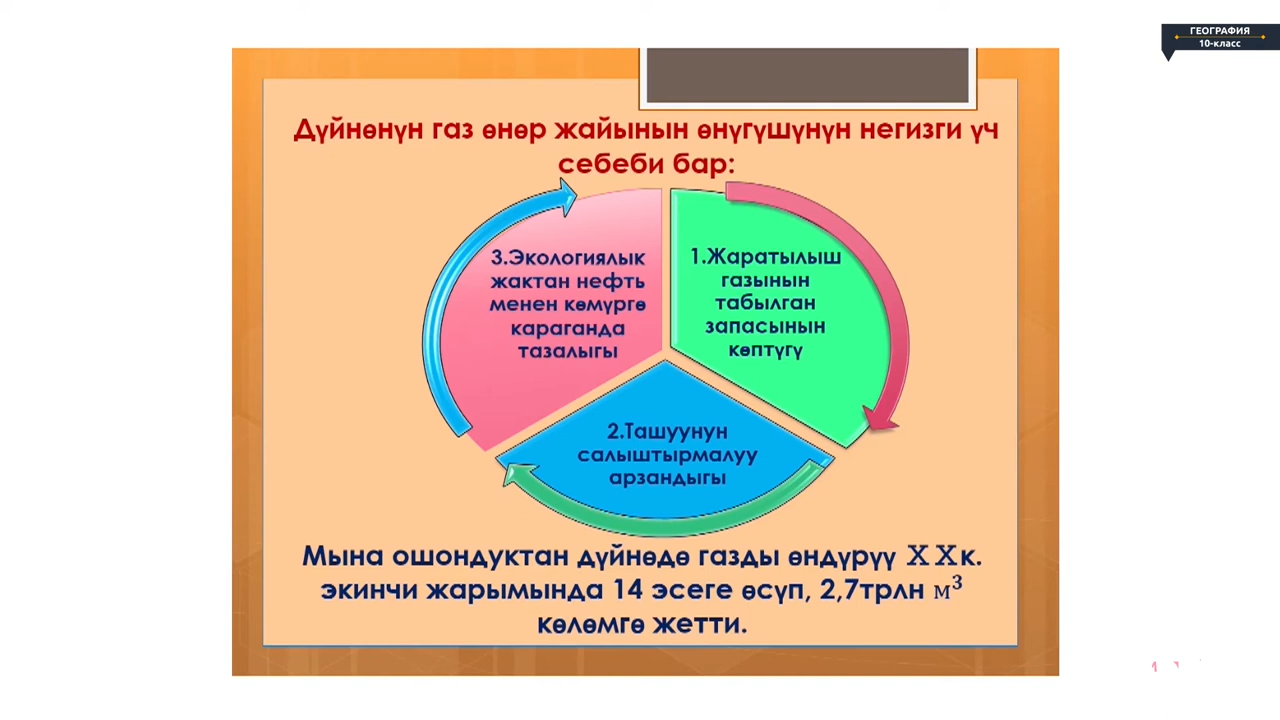 ГЕОГРАФИЯ
10-класс
Дүйнөнүн газ өнөр жайынын өнүгүшүнүн негизги үч
себеби бар:
1.Жаратылыш
газынын
табылган
запасынын
көптүгү
2.Ташуунун
салыштырмалуу
арзандыгы
3.Экологиялык
жактан нефть
менен көмүргө
караганда
тазалыгы
Мына ошондуктан дүйнөдө газды өндүрүү ХХк.
экинчи жарымында 14 эсеге өсүп, 2,7трлн м³
көлөмгө жетти.